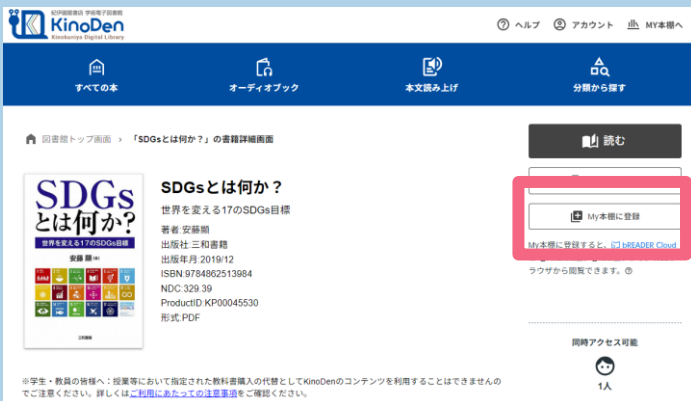 紀伊國屋書店 学術電子図書館
KinoDen
Kinokuniya Digital Library
ヘルプ アカウント MY本棚へ
すべての本 オーディオブック 本文読み上げ 分類から探す
図書館トップ画面 › 「SDGsとは何か?」の書籍詳細画面
読む
SDGs
とは何か?
世界を変える17のSDGs目標
安藤 顯
三和書籍
SDGsとは何か?
世界を変える17のSDGs目標
著者:安藤顯
出版社:三和書籍
出版年月:2019/12
ISBN:9784862513984
NDC:329.39
ProductID:KP00045530
形式:PDF
My本棚に登録
My本棚に登録すると、bREADER Cloud
ラウザから閲覧できます。
同時アクセス可能
1人
※学生・教員の皆様へ:授業等において指定された教科書購入の代替としてKinoDenのコンテンツを利用することはできませんの
でご注意ください。詳しくはご利用にあたっての注意事項をご確認ください。